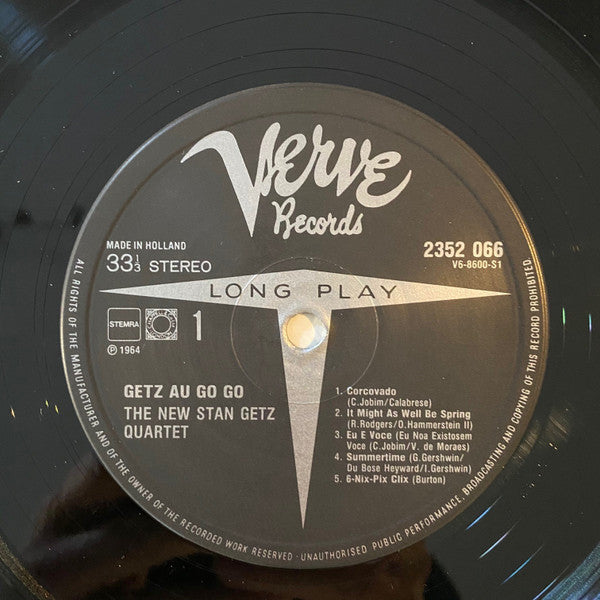 Verve
Records
MADE IN HOLLAND
33⅓ STEREO
2352 066
V6-8600-S1
LONG PLAY
STEMRA
1
℗ 1964
GETZ AU GO GO
THE NEW STAN GETZ
QUARTET
1. Corcovado
(C.Jobim/Calabrese)
2. It Might As Well Be Spring
(R.Rodgers/O.Hammerstein II)
3. Eu E Voce (Eu Noa Existosem
Voce (C.Jobim/V. de Moraes)
4. Summertime (G.Gershwin/
Du Bose Heyward/I.Gershwin)
5. 6-Nix-Pix Clix (Burton)
ALL RIGHTS OF THE MANUFACTURER AND OF THE OWNER OF THE RECORDED WORK RESERVED - UNAUTHORISED PUBLIC PERFORMANCE, BROADCASTING AND COPYING OF THIS RECORD PROHIBITED.